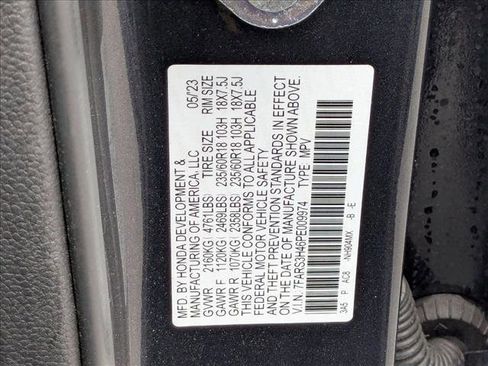 MFD. BY HONDA DEVELOPMENT &
MANUFACTURING OF AMERICA, LLC 05/23
GVWR 2160KG 4761LBS TIRE SIZE RIM SIZE
GAWR F 1120KG 2469LBS 235/60R18 103H 18X7.5J
GAWR R 1070KG 2358LBS 235/60R18 103H 18X7.5J
THIS VEHICLE CONFORMS TO ALL APPLICABLE
FEDERAL MOTOR VEHICLE SAFETY
AND THEFT PREVENTION STANDARDS IN EFFECT
ON THE DATE OF MANUFACTURE SHOWN ABOVE.
V.I.N. 7FARS3H46PE009974 TYPE: MPV
3A5 P AC8 -NH904MX -B -E